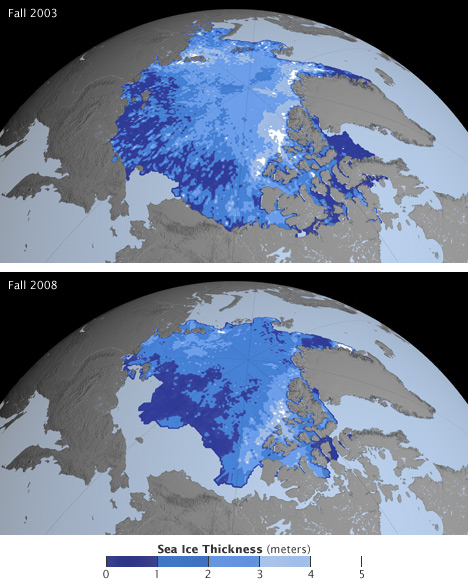 Fall 2003
Fall 2008
Sea Ice Thickness (meters)
0 1 2 3 4 5